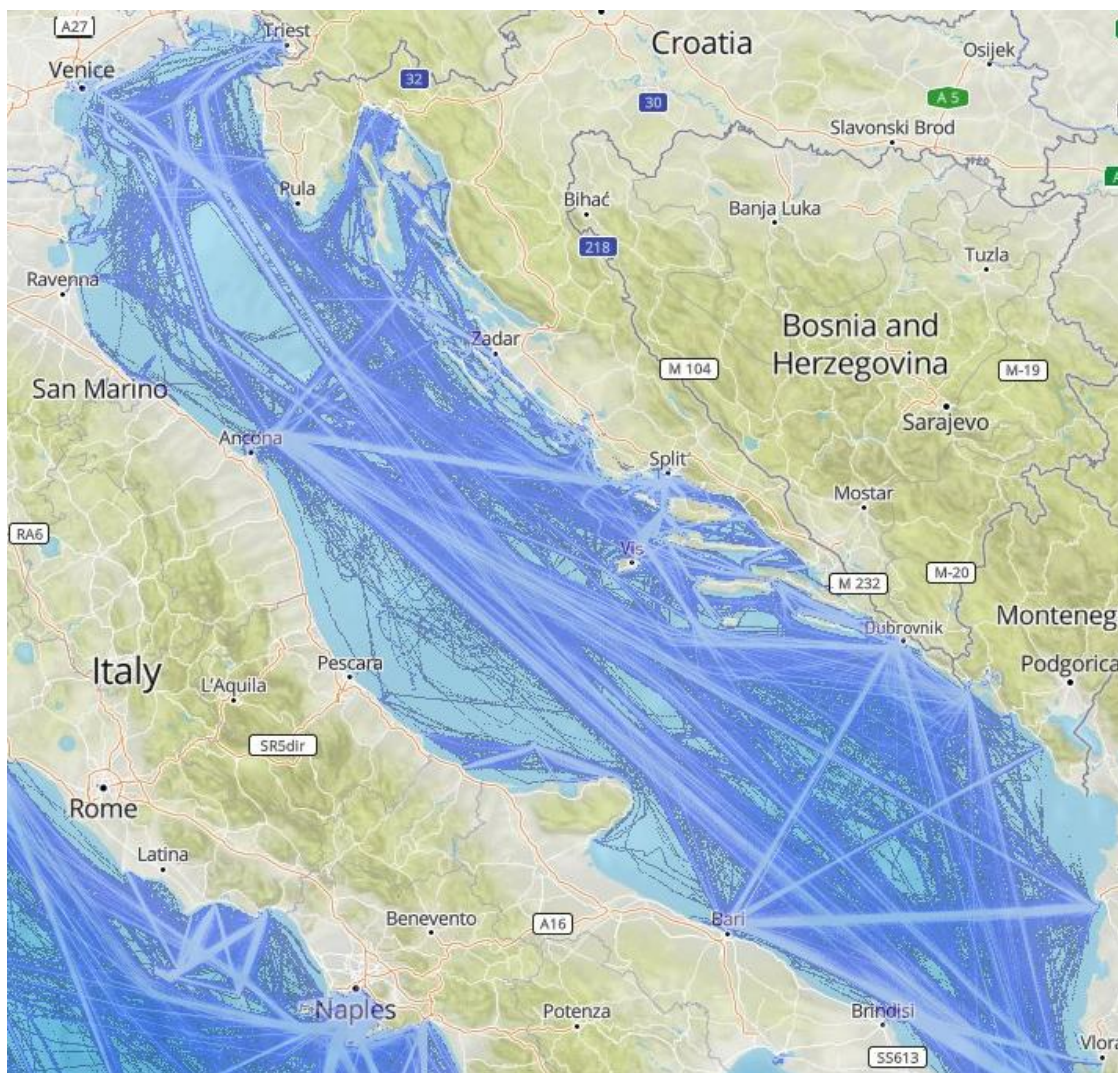 A27
Triest
Venice
Croatia
Osijek
32
30
A 5
Slavonski Brod
Pula
Bihać
Banja Luka
218
Tuzla
Ravenna
Zadar
Bosnia and
Herzegovina
M 104
M-19
San Marino
Sarajevo
Ancona
Split
Mostar
RA6
Vis
M 232
M-20
Monteneg
Dubrovnik
Italy
Pescara
Podgorica
L'Aquila
SR5dir
Rome
Latina
Benevento
A16
Bari
Naples
Potenza
Brindisi
Vlora
SS613